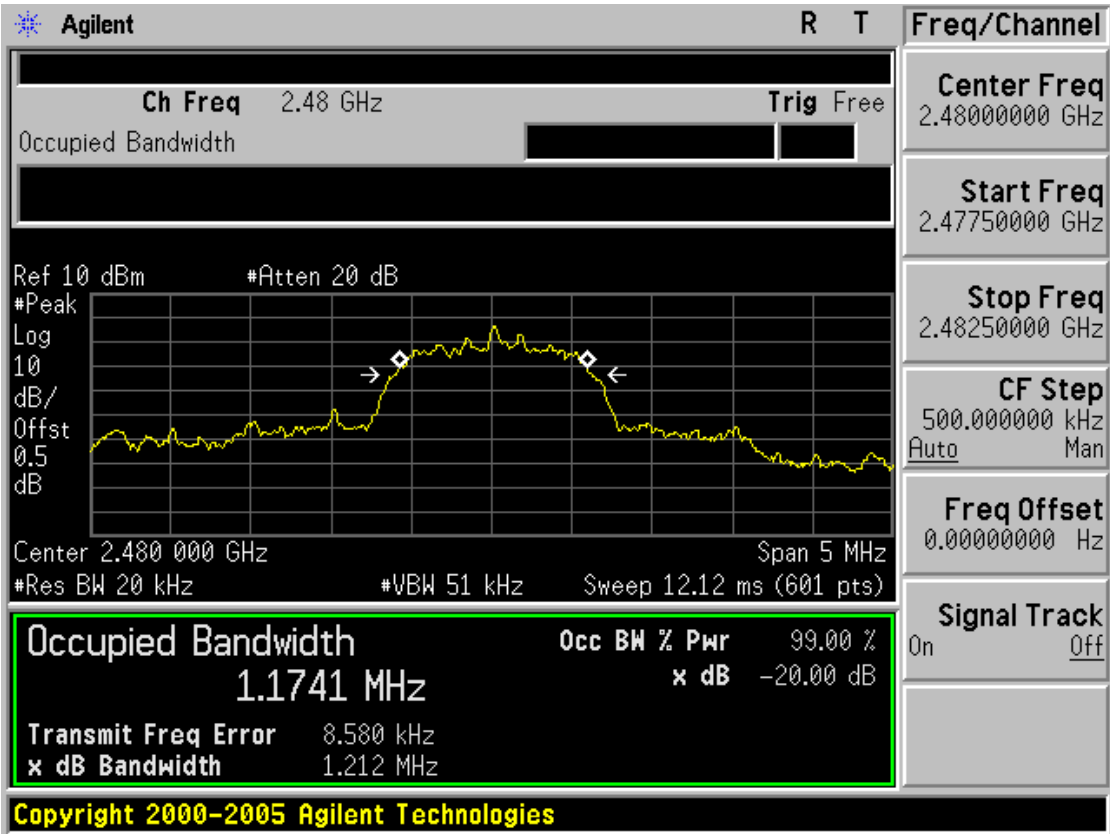 Agilent R T
Ch Freq 2.48 GHz Trig Free
Occupied Bandwidth
Ref 10 dBm #Atten 20 dB
#Peak
Log
10
dB/
Offst
0.5
dB
Center 2.480 000 GHz Span 5 MHz
#Res BW 20 kHz #VBW 51 kHz Sweep 12.12 ms (601 pts)
Occupied Bandwidth
1.1741 MHz
Occ BW % Pwr 99.00 %
x dB -20.00 dB
Transmit Freq Error 8.580 kHz
x dB Bandwidth 1.212 MHz
Copyright 2000-2005 Agilent Technologies
Freq/Channel
Center Freq
2.48000000 GHz
Start Freq
2.47750000 GHz
Stop Freq
2.48250000 GHz
CF Step
500.000000 kHz
Auto Man
Freq Offset
0.00000000 Hz
Signal Track
On Off